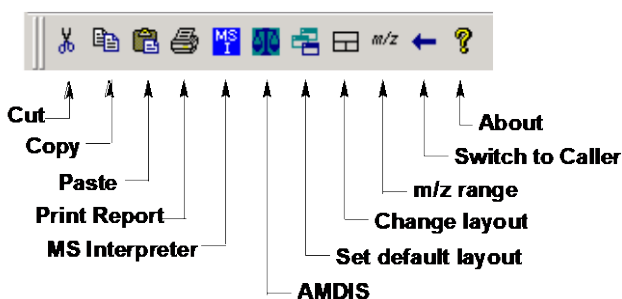 MS
I
m/z
?
Cut
Copy
Paste
Print Report
MS Interpreter
AMDIS
Set default layout
Change layout
m/z range
Switch to Caller
About